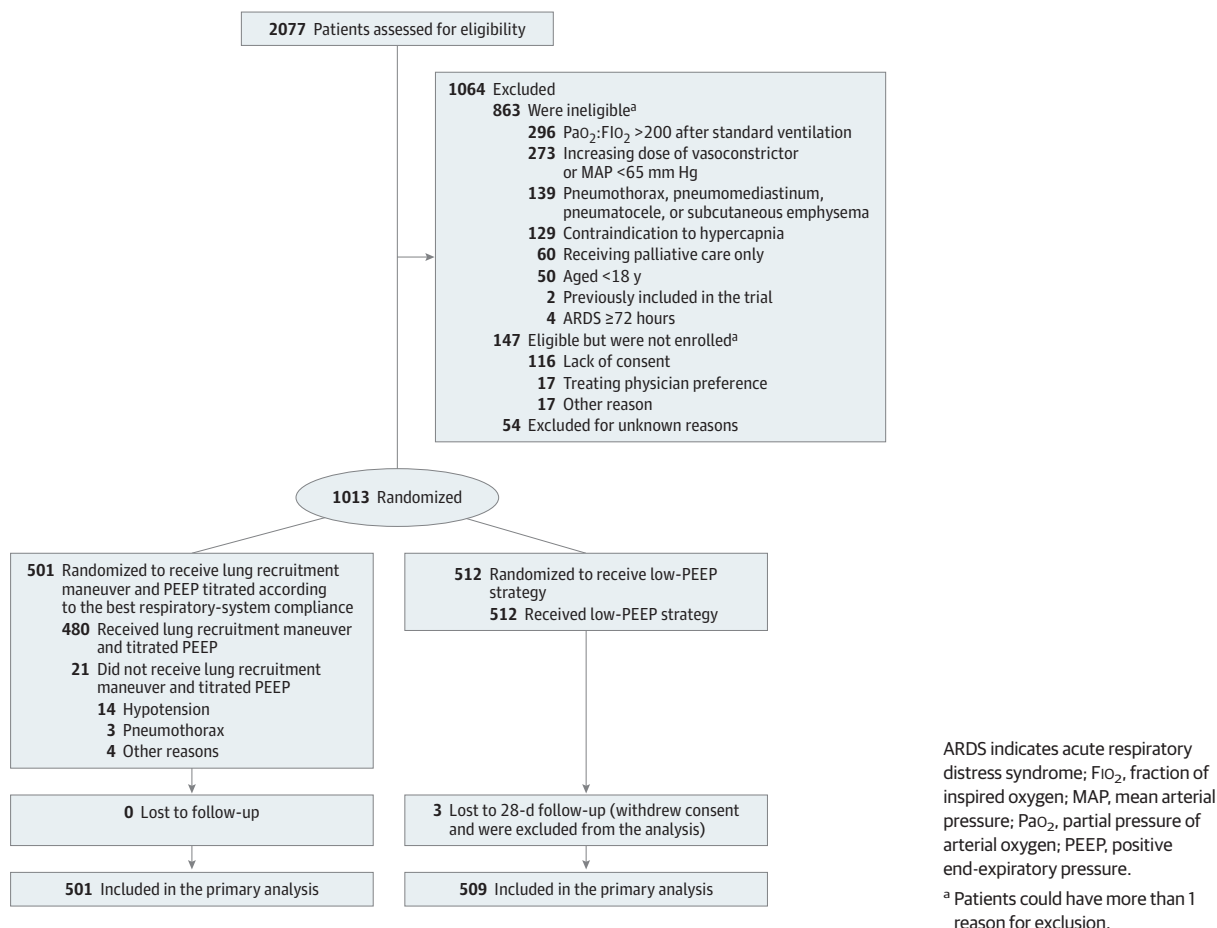 2077 Patients assessed for eligibility
1064 Excluded
863 Were ineligibleᵃ
296 PaO₂:FIO₂ >200 after standard ventilation
273 Increasing dose of vasoconstrictor
or MAP <65 mm Hg
139 Pneumothorax, pneumomediastinum,
pneumatocele, or subcutaneous emphysema
129 Contraindication to hypercapnia
60 Receiving palliative care only
50 Aged <18 y
2 Previously included in the trial
4 ARDS ≥72 hours
147 Eligible but were not enrolledᵃ
116 Lack of consent
17 Treating physician preference
17 Other reason
54 Excluded for unknown reasons
1013 Randomized
501 Randomized to receive lung recruitment
maneuver and PEEP titrated according
to the best respiratory-system compliance
480 Received lung recruitment maneuver
and titrated PEEP
21 Did not receive lung recruitment
maneuver and titrated PEEP
14 Hypotension
3 Pneumothorax
4 Other reasons
512 Randomized to receive low-PEEP
strategy
512 Received low-PEEP strategy
0 Lost to follow-up
3 Lost to 28-d follow-up (withdrew consent
and were excluded from the analysis)
501 Included in the primary analysis
509 Included in the primary analysis
ARDS indicates acute respiratory
distress syndrome; FIO₂, fraction of
inspired oxygen; MAP, mean arterial
pressure; PaO₂, partial pressure of
arterial oxygen; PEEP, positive
end-expiratory pressure.
ᵃ Patients could have more than 1
reason for exclusion.